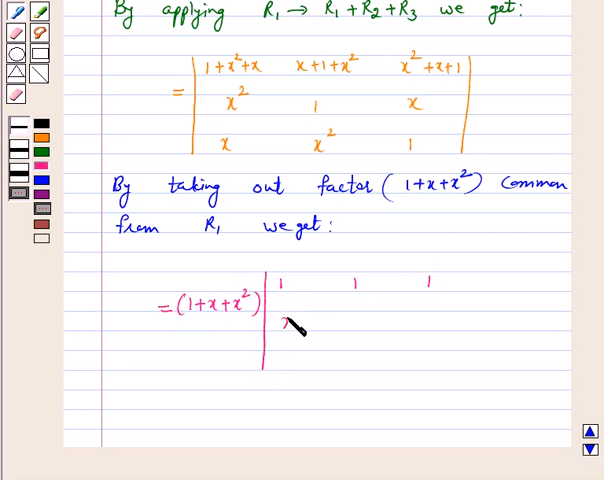 By applying R₁ → R₁ + R₂ + R₃ we get:
1+x²+x x+1+x² x²+x+1
= x² 1 x
x x² 1
By taking out factor (1+x+x²) common
from R₁ we get:
1 1 1
= (1+x+x²)